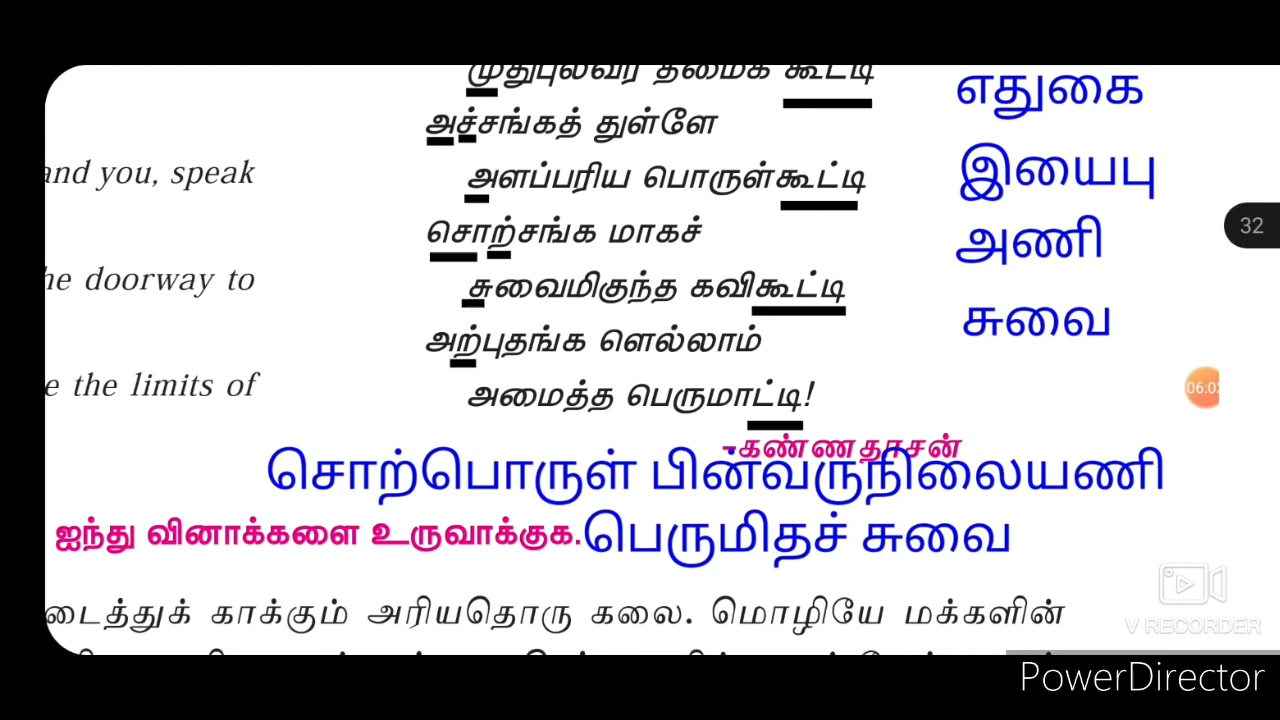 முதுபுலவர் தமைக் கூட்டி
எதுகை
அச்சங்கத் துள்ளே
and you, speak
அளப்பரிய பொருள்கூட்டி
இயைபு
32
சொற்சங்க மாகச்
அணி
he doorway to
சுவைமிகுந்த கவிகூட்டி
சுவை
அற்புதங்க ளெல்லாம்
e the limits of
அமைத்த பெருமாட்டி!
06:02
-கண்ணதாசன்
சொற்பொருள் பின்வருநிலையணி
ஐந்து வினாக்களை உருவாக்குக.
பெருமிதச் சுவை
டைத்துக் காக்கும் அரியதொரு கலை. மொழியே மக்களின்
V RECORDER
PowerDirector